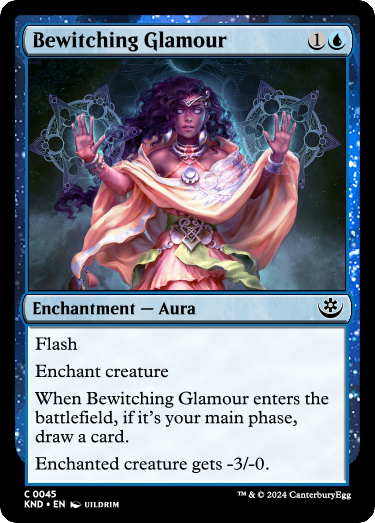 Bewitching Glamour 1
Enchantment — Aura
Flash
Enchant creature
When Bewitching Glamour enters the
battlefield, if it's your main phase,
draw a card.
Enchanted creature gets -3/-0.
C 0045
KND • EN UILDRIM
™ & © 2024 CanterburyEgg